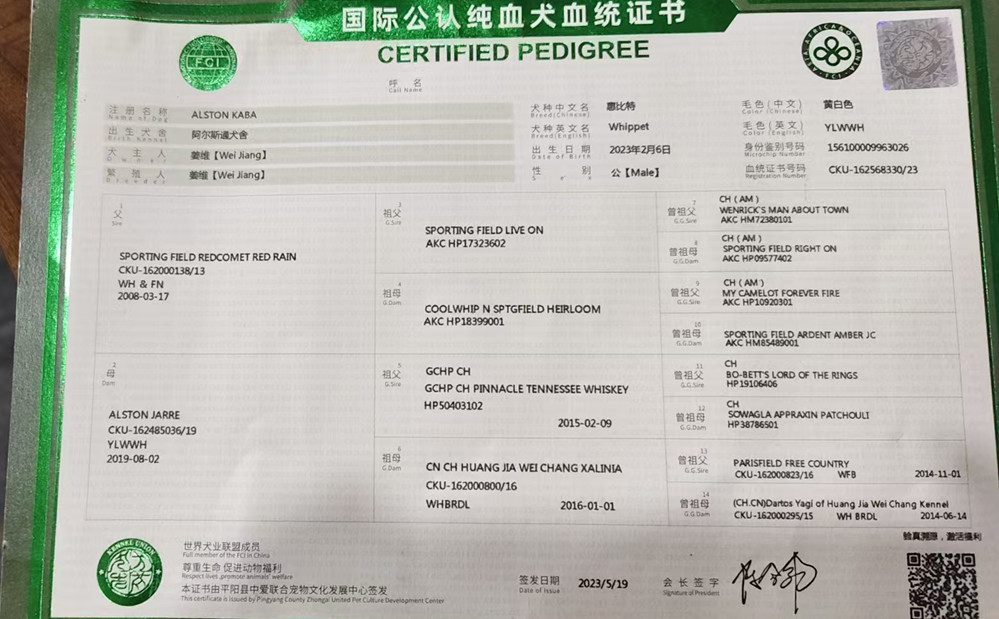 国际公认纯血犬血统证书
CERTIFIED PEDIGREE
FCI
呼 名
Call Name
注册名称 ALSTON KABA
Name of Dog
出生犬舍 阿尔斯通犬舍
Birth Kennel
犬主人 姜维【Wei Jiang】
Owner
繁殖人 姜维【Wei Jiang】
Breeder
犬种中文名 惠比特
Breed(Chinese)
犬种英文名 Whippet
Breed(English)
出生日期 2023年2月6日
Date of Birth
性别 公【Male】
Sex
毛色(中文) 黄白色
Color (Chinese)
毛色(英文) YLWWH
Color (English)
身份鉴别号码 156100009963026
Microchip Number
血统证书号码 CKU-162568330/23
Registration Number
1
父
Sire
SPORTING FIELD REDCOMET RED RAIN
CKU-162000138/13
WH & FN
2008-03-17
2
母
Dam
ALSTON JARRE
CKU-162485036/19
YLWWH
2019-08-02
3
祖父
G.Sire
SPORTING FIELD LIVE ON
AKC HP17323602
4
祖母
G.Dam
COOLWHIP N SPTGFIELD HEIRLOOM
AKC HP18399001
5
祖父
G.Sire
GCHP CH
GCHP CH PINNACLE TENNESSEE WHISKEY
HP50403102
2015-02-09
6
祖母
G.Dam
CN CH HUANG JIA WEI CHANG XALINIA
CKU-162000800/16
WHBRDL 2016-01-01
7
曾祖父
G.G.Sire
CH ( AM )
WENRICK'S MAN ABOUT TOWN
AKC HM72380101
8
曾祖母
G.G.Dam
CH ( AM )
SPORTING FIELD RIGHT ON
AKC HP09577402
9
曾祖父
G.G.Sire
CH ( AM )
MY CAMELOT FOREVER FIRE
AKC HP10920301
10
曾祖母
G.G.Dam
SPORTING FIELD ARDENT AMBER JC
AKC HM85489001
11
曾祖父
G.G.Sire
CH
BO-BETT'S LORD OF THE RINGS
HP19106406
12
曾祖母
G.G.Dam
CH
SOWAGLA APPRAXIN PATCHOULI
HP38786501
13
曾祖父
G.G.Sire
PARISFIELD FREE COUNTRY
CKU-162000823/16 WFB 2014-11-01
14
曾祖母
G.G.Dam
(CH.CN)Dartos Yagi of Huang Jia Wei Chang Kennel
CKU-162000295/15 WH BRDL 2014-06-14
KENNEL UNION
世界犬业联盟成员
Full member of the FCI in China
尊重生命 促进动物福利
Respect lives ,promote animals' welfare
本证书由平阳县中爱联合宠物文化发展中心签发
This certificate is issued by Pingyang County Zhongai United Pet Culture Development Center
签发日期 2023/5/19
Date of Issue
会长签字
Signature of President
验真溯源，激活福利